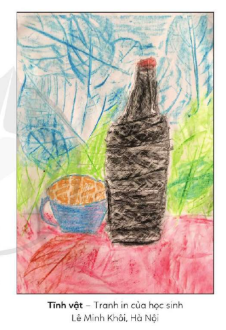 Tĩnh vật – Tranh in của học sinh
Lê Minh Khôi, Hà Nội